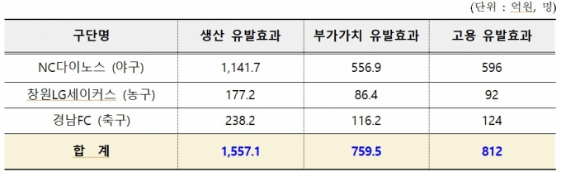 (단위 : 억원, 명)
구단명 생산 유발효과 부가가치 유발효과 고용 유발효과
NC다이노스 (야구) 1,141.7 556.9 596
창원LG세이커스 (농구) 177.2 86.4 92
경남FC (축구) 238.2 116.2 124
합 계 1,557.1 759.5 812